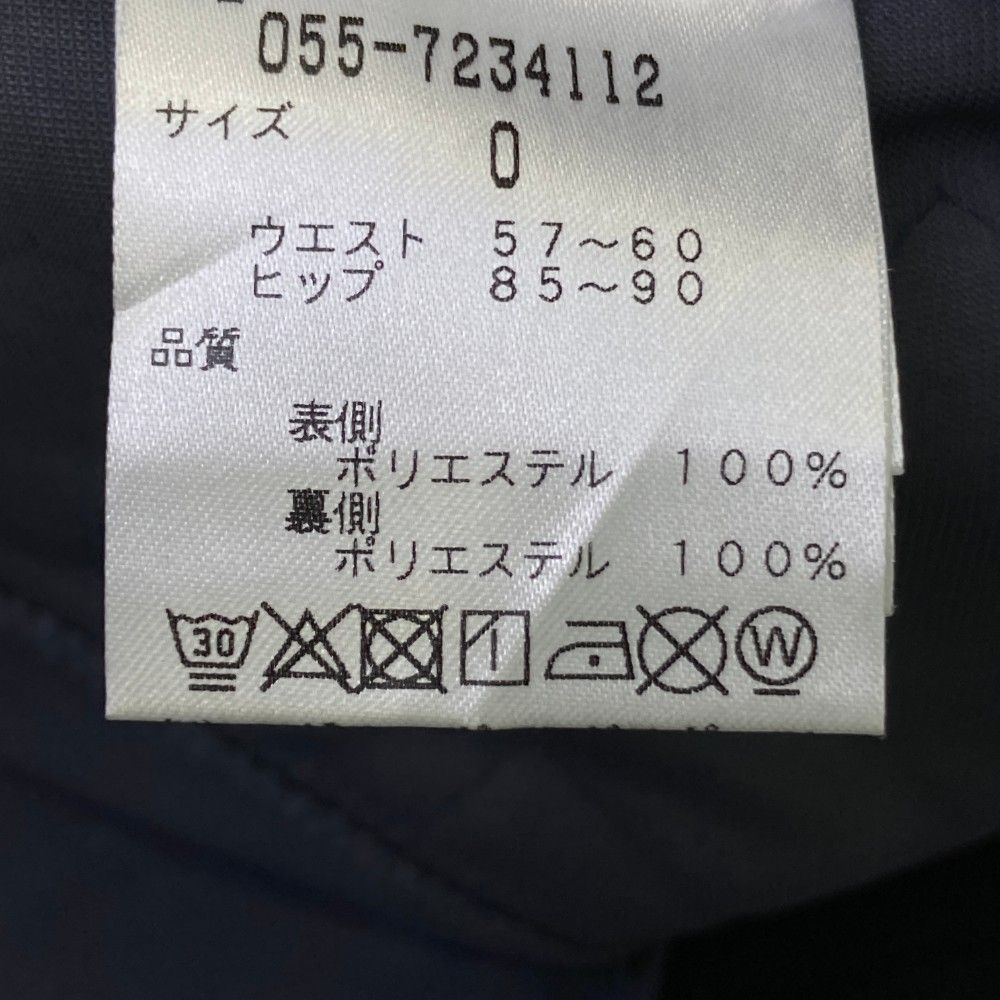 055-7234112
サイズ
0
ウエスト 57～60
ヒップ 85～90
品質
表側
ポリエステル 100%
裏側
ポリエステル 100%
30
W